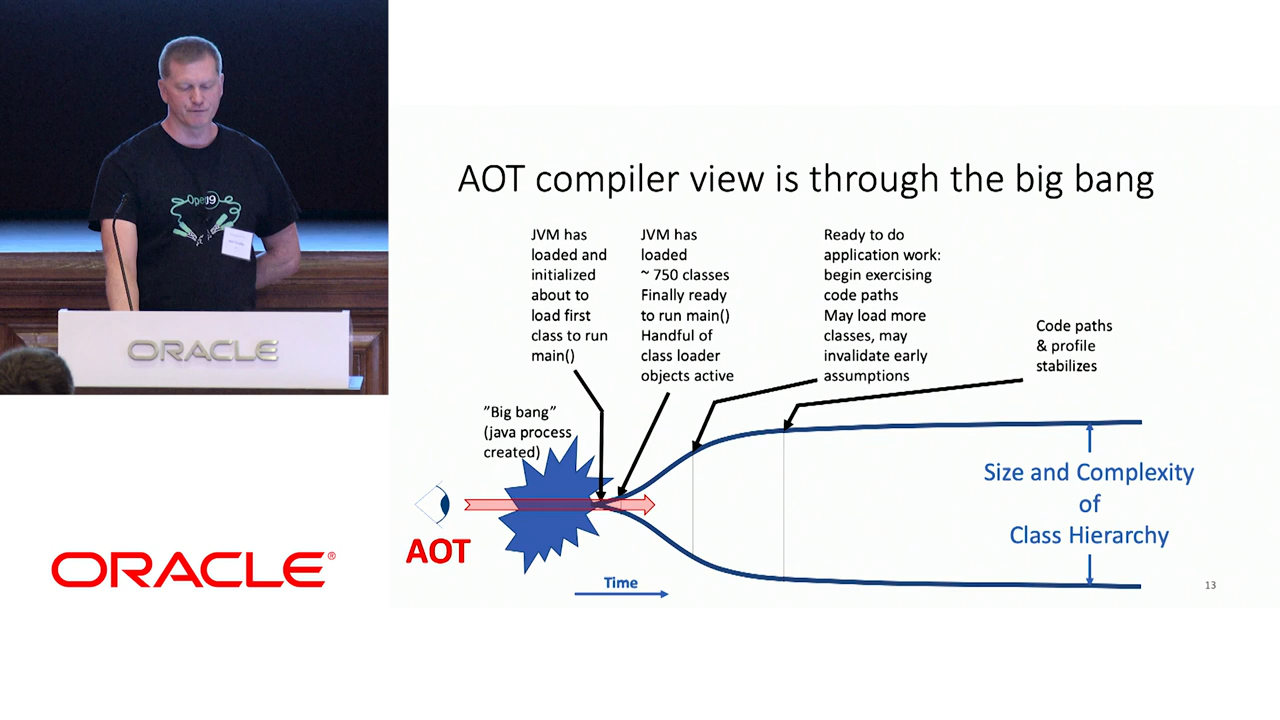 OpenJ9
ORACLE
ORACLE®
AOT compiler view is through the big bang
JVM has
loaded and
initialized
about to
load first
class to run
main()
JVM has
loaded
~ 750 classes
Finally ready
to run main()
Handful of
class loader
objects active
Ready to do
application work:
begin exercising
code paths
May load more
classes, may
invalidate early
assumptions
Code paths
& profile
stabilizes
”Big bang”
(java process
created)
AOT
Time
Size and Complexity
of
Class Hierarchy
13